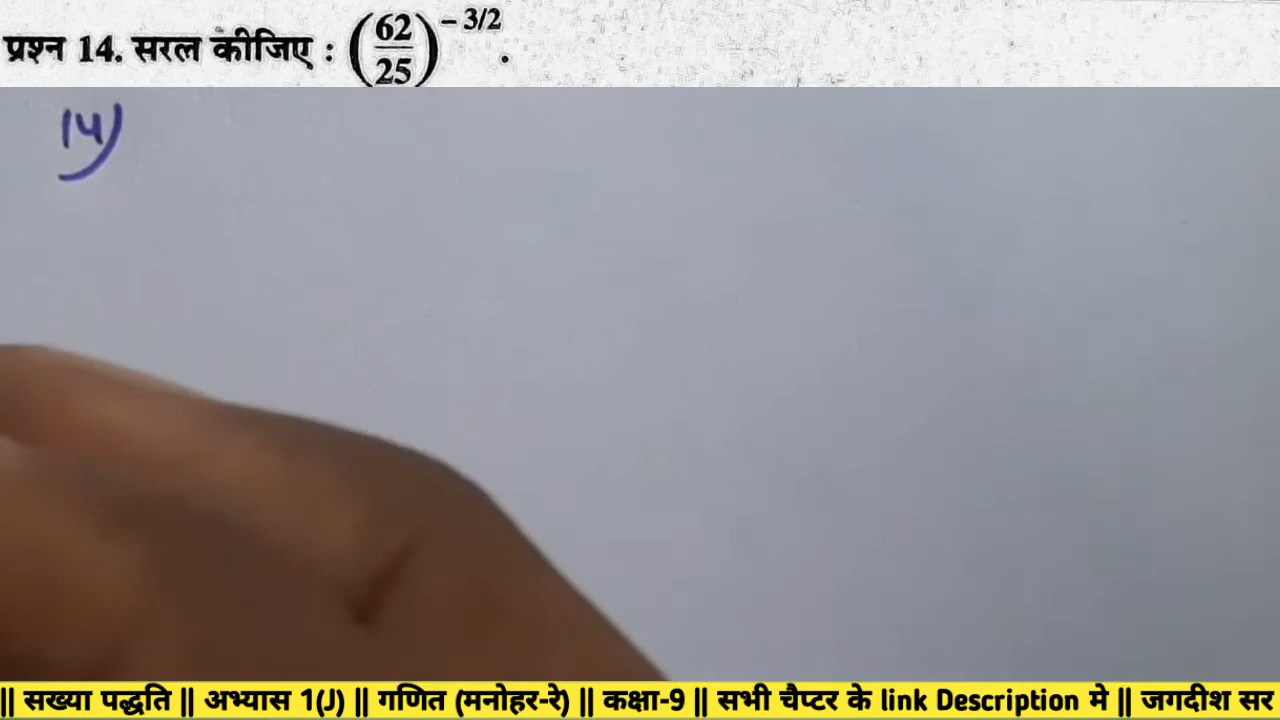 प्रश्न 14. सरल कीजिए : (62/25)^– 3/2.
14)
|| सख्या पद्धति || अभ्यास 1(J) || गणित (मनोहर-रे) || कक्षा-9 || सभी चैप्टर के link Description मे || जगदीश सर